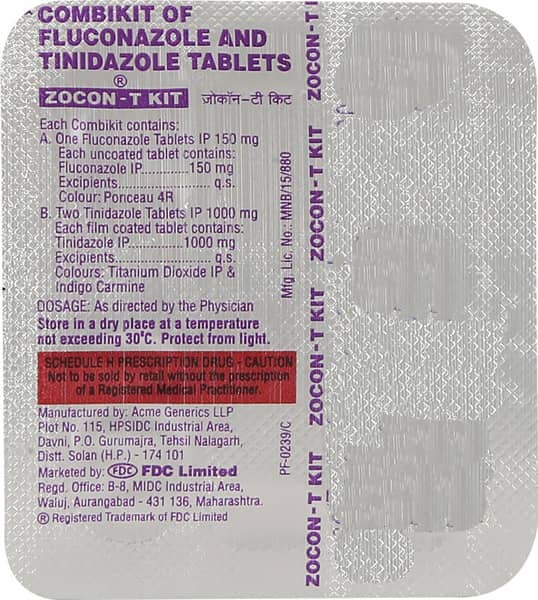 COMBIKIT OF
FLUCONAZOLE AND
TINIDAZOLE TABLETS
®
ZOCON-T KIT जोकॉन-टी किट
Each Combikit contains:
A. One Fluconazole Tablets IP 150 mg
Each uncoated tablet contains:
Fluconazole IP..............150 mg
Excipients........................q.s.
Colour: Ponceau 4R
B. Two Tinidazole Tablets IP 1000 mg
Each film coated tablet contains:
Tinidazole IP..............1000 mg
Excipients........................q.s.
Colours: Titanium Dioxide IP &
Indigo Carmine
DOSAGE: As directed by the Physician
Store in a dry place at a temperature
not exceeding 30°C. Protect from light.
SCHEDULE H PRESCRIPTION DRUG - CAUTION
Not to be sold by retail without the prescription
of a Registered Medical Practitioner.
Manufactured by: Acme Generics LLP
Plot No. 115, HPSIDC Industrial Area,
Davni, P.O. Gurumajra, Tehsil Nalagarh,
Distt. Solan (H.P.) - 174 101
Marketed by: FDC FDC Limited
Regd. Office: B-8, MIDC Industrial Area,
Waluj, Aurangabad - 431 136, Maharashtra.
® Registered Trademark of FDC Limited
Mfg. Lic. No.: MNB/15/880
PF-0239/C
ZOCON-T KIT
ZOCON-T KIT
ZOCON-T KIT
ZOCON-T KIT